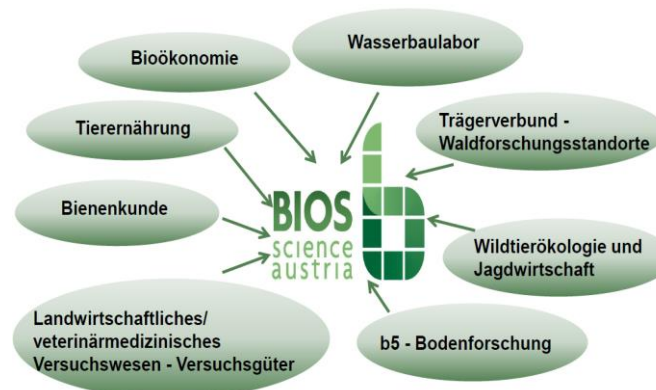 Wasserbaulabor
Bioökonomie
Trägerverbund -
Waldforschungsstandorte
Tierernährung
BIOS
science
austria
Bienenkunde
Wildtierökologie und
Jagdwirtschaft
Landwirtschaftliches/
veterinärmedizinisches
Versuchswesen - Versuchsgüter
b5 - Bodenforschung